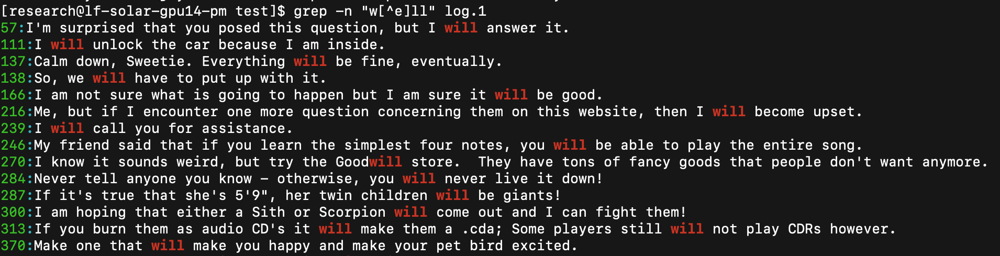 [research@lf-solar-gpu14-pm test]$ grep -n "w[^e]ll" log.1
57:I'm surprised that you posed this question, but I will answer it.
111:I will unlock the car because I am inside.
137:Calm down, Sweetie. Everything will be fine, eventually.
138:So, we will have to put up with it.
166:I am not sure what is going to happen but I am sure it will be good.
216:Me, but if I encounter one more question concerning them on this website, then I will become upset.
239:I will call you for assistance.
246:My friend said that if you learn the simplest four notes, you will be able to play the entire song.
270:I know it sounds weird, but try the Goodwill store.  They have tons of fancy goods that people don't want anymore.
284:Never tell anyone you know – otherwise, you will never live it down!
287:If it's true that she's 5'9", her twin children will be giants!
300:I am hoping that either a Sith or Scorpion will come out and I can fight them!
313:If you burn them as audio CD's it will make them a .cda; Some players still will not play CDRs however.
370:Make one that will make you happy and make your pet bird excited.